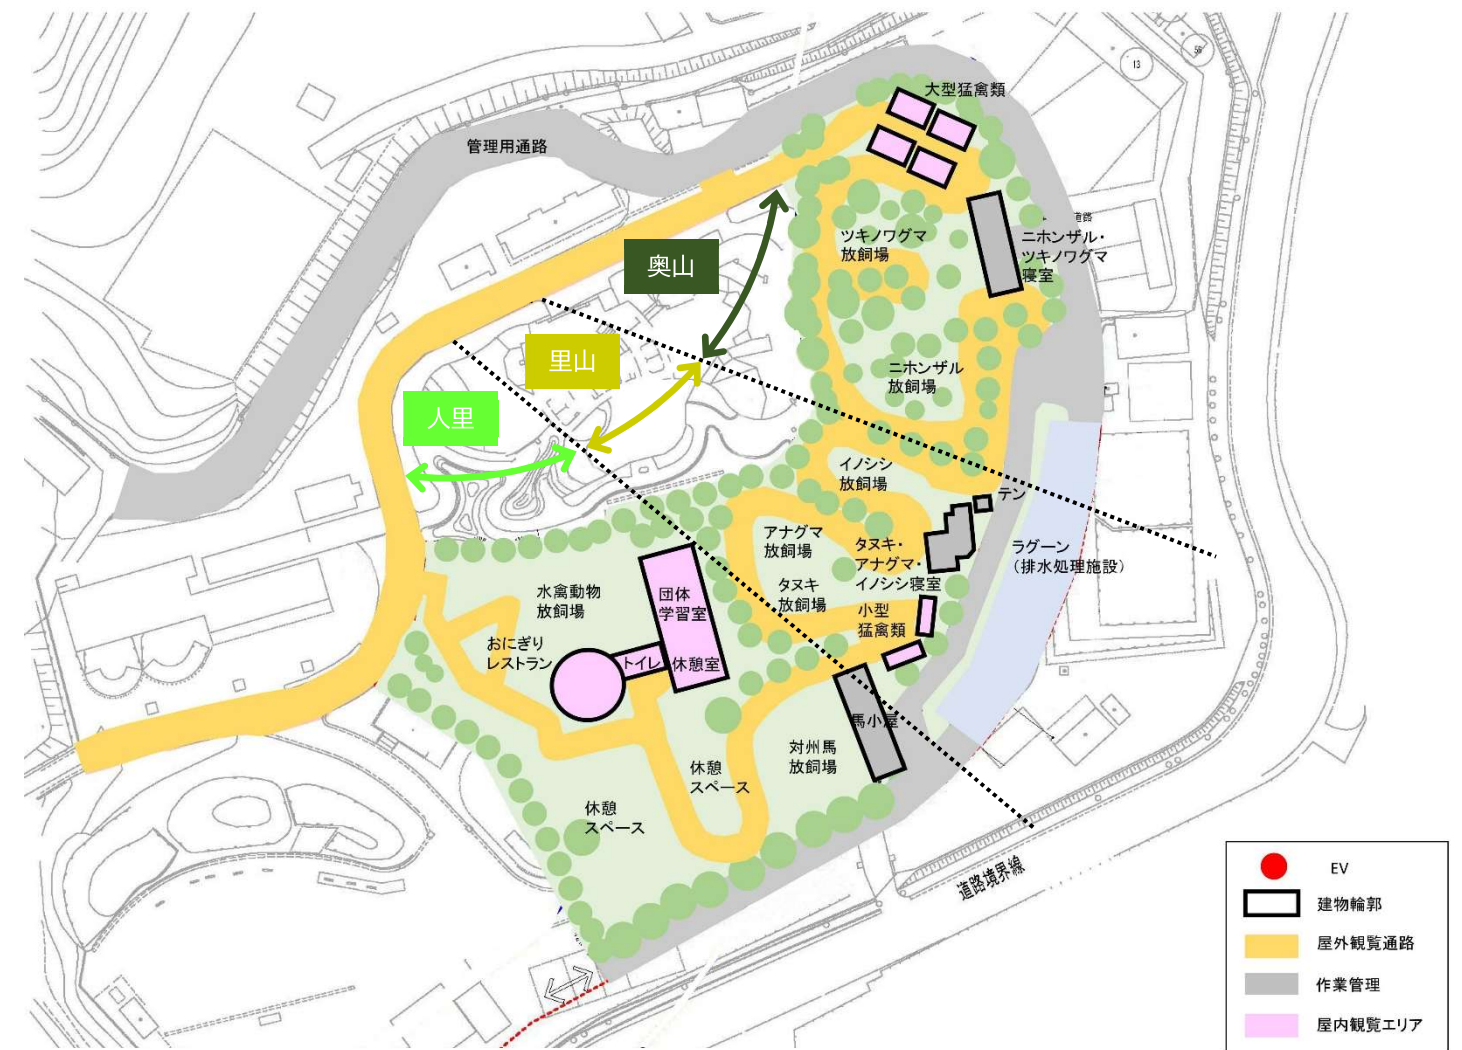 56
13
大型猛禽類
管理用通路
道路
ツキノワグマ
放飼場
ニホンザル・
ツキノワグマ
寝室
奥山
里山
人里
ニホンザル
放飼場
イノシシ
放飼場
テン
アナグマ
放飼場
タヌキ・
アナグマ・
イノシシ寝室
ラグーン
（排水処理施設）
タヌキ
放飼場
小型
猛禽類
水禽動物
放飼場
団体
学習室
おにぎり
レストラン
トイレ
休憩室
馬小屋
対州馬
放飼場
休憩
スペース
休憩
スペース
道路境界線
EV
建物輪郭
屋外観覧通路
作業管理
屋内観覧エリア